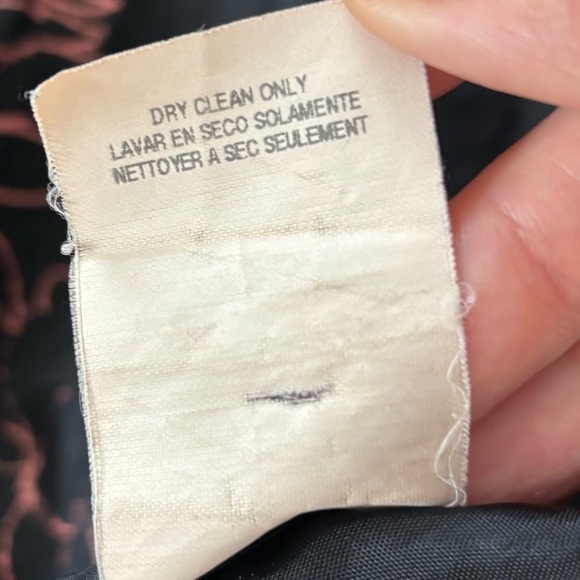 DRY CLEAN ONLY
LAVAR EN SECO SOLAMENTE
NETTOYER A SEC SEULEMENT